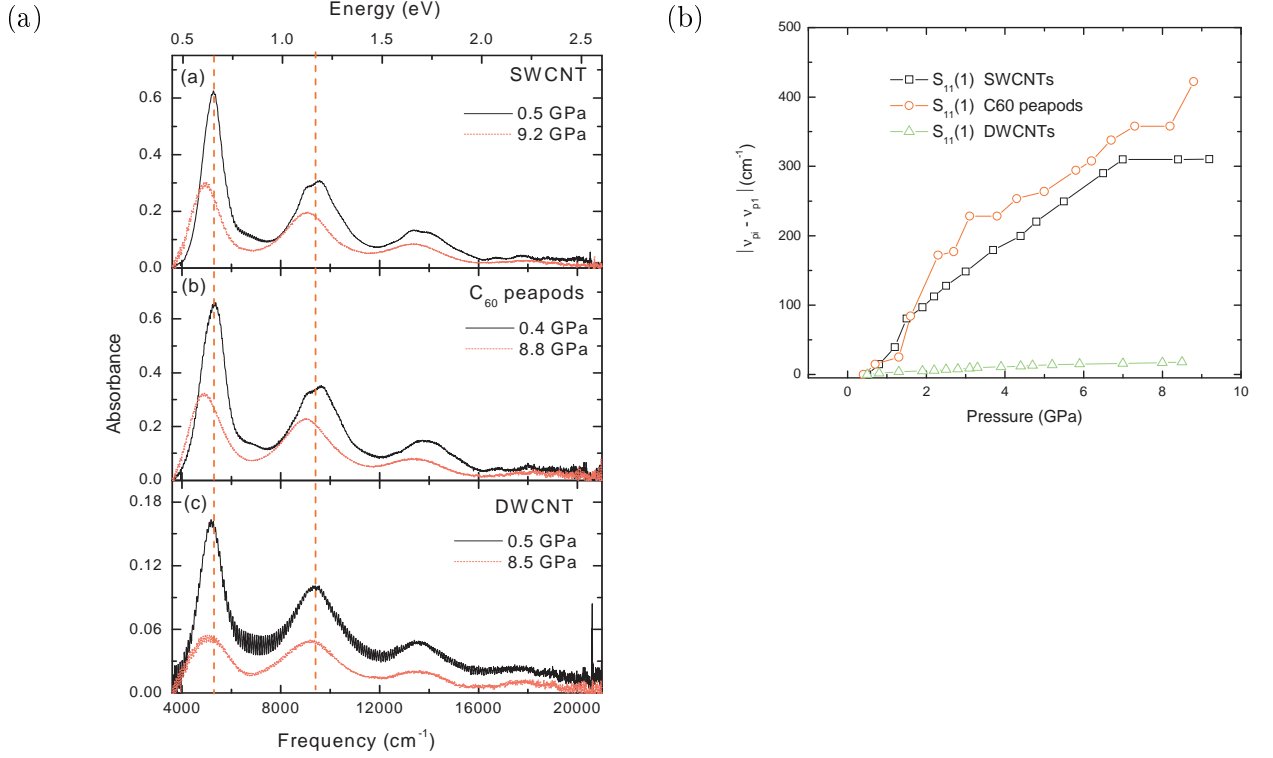 (a)
Energy (eV)
0.5 1.0 1.5 2.0 2.5
(a)
SWCNT
0.5 GPa
9.2 GPa
0.6
0.4
0.2
0.0
(b)
C60 peapods
0.4 GPa
8.8 GPa
0.6
0.4
0.2
0.0
Absorbance
(c)
DWCNT
0.5 GPa
8.5 GPa
0.18
0.12
0.06
0.00
4000 8000 12000 16000 20000
Frequency (cm-1)
(b)
500
400
300
200
100
0
|νpi - νp1| (cm-1)
S11(1) SWCNTs
S11(1) C60 peapods
S11(1) DWCNTs
0 2 4 6 8 10
Pressure (GPa)